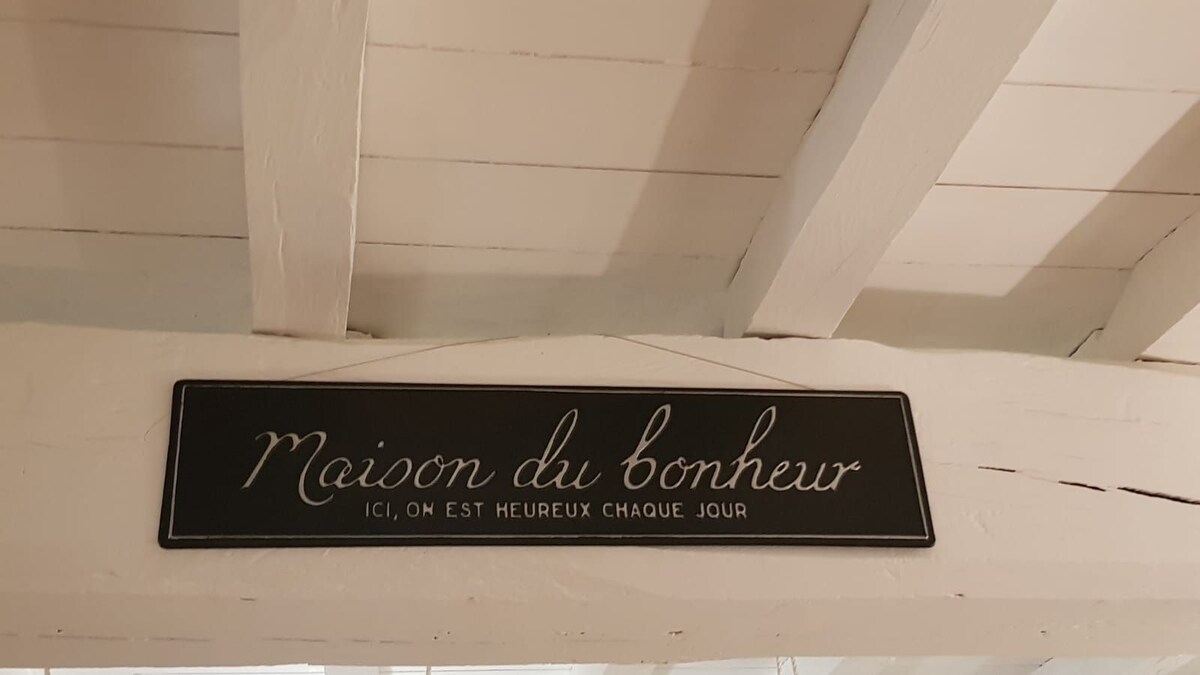 Maison du bonheur
ICI, ON EST HEUREUX CHAQUE JOUR